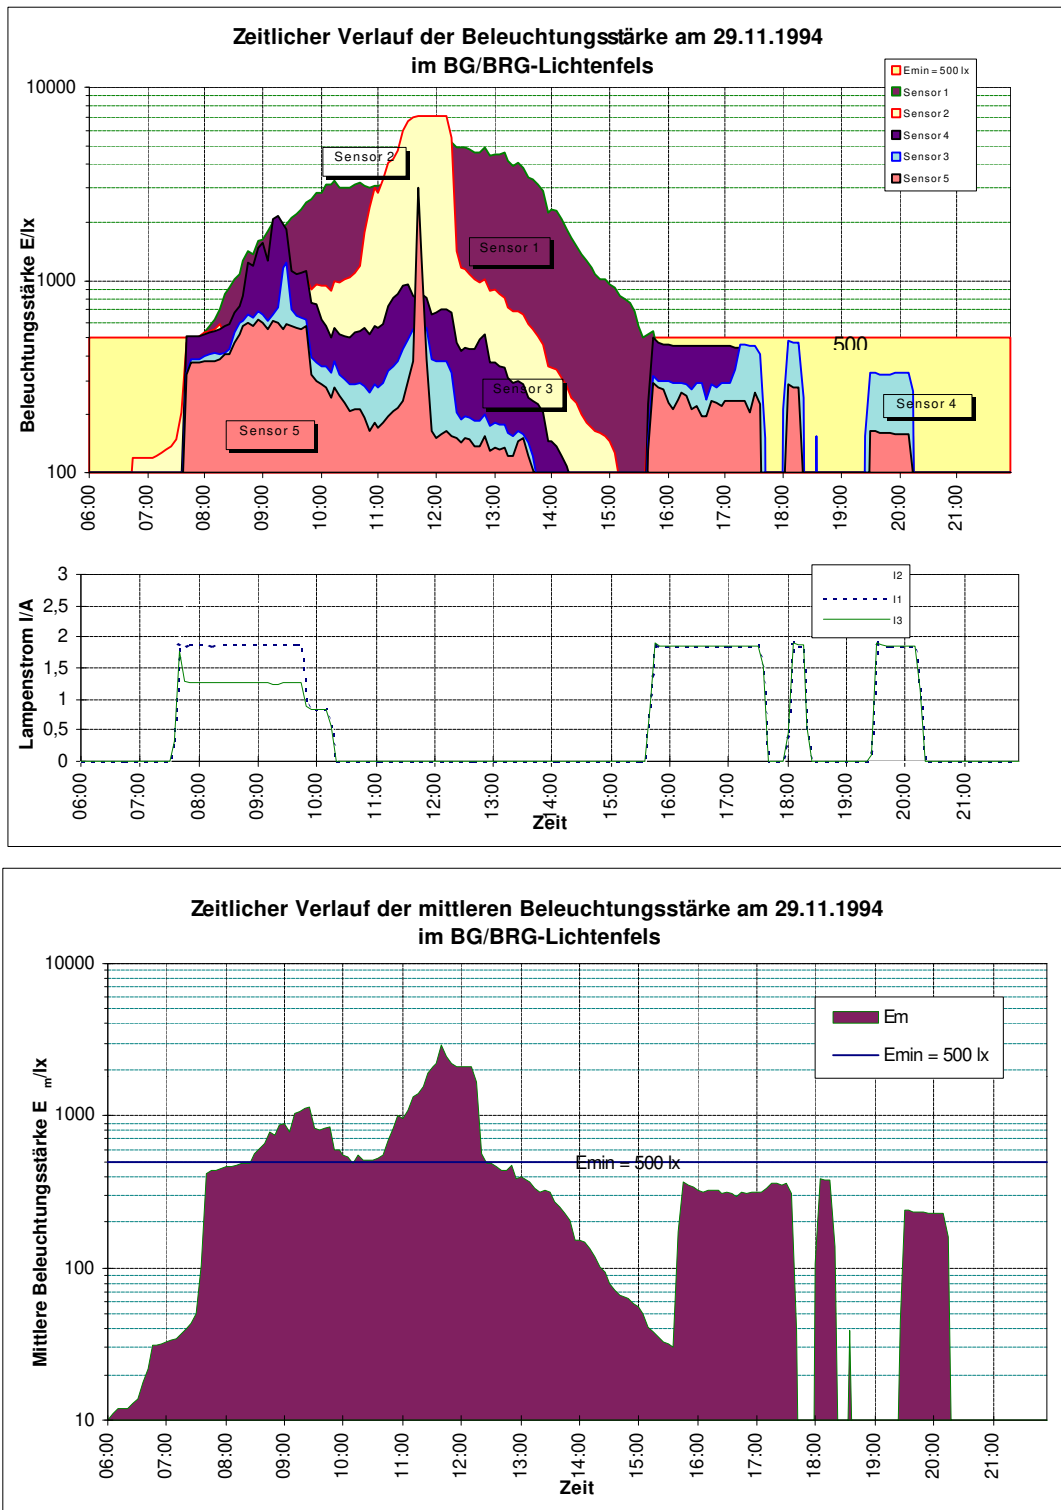 Zeitlicher Verlauf der Beleuchtungsstärke am 29.11.1994
im BG/BRG-Lichtenfels
Beleuchtungsstärke E/lx
10000
1000
100
Emin = 500 lx
Sensor 1
Sensor 2
Sensor 4
Sensor 3
Sensor 5
Sensor 2
Sensor 1
500
Sensor 3
Sensor 4
Sensor 5
06:00 07:00 08:00 09:00 10:00 11:00 12:00 13:00 14:00 15:00 16:00 17:00 18:00 19:00 20:00 21:00
Lampenstrom I/A
3
2,5
2
1,5
1
0,5
0
I2
I1
I3
06:00 07:00 08:00 09:00 10:00 11:00 12:00 13:00 14:00 15:00 16:00 17:00 18:00 19:00 20:00 21:00
Zeit
Zeitlicher Verlauf der mittleren Beleuchtungsstärke am 29.11.1994
im BG/BRG-Lichtenfels
Mittlere Beleuchtungsstärke E m/lx
10000
1000
100
10
Em
Emin = 500 lx
Emin = 500 lx
06:00 07:00 08:00 09:00 10:00 11:00 12:00 13:00 14:00 15:00 16:00 17:00 18:00 19:00 20:00 21:00
Zeit